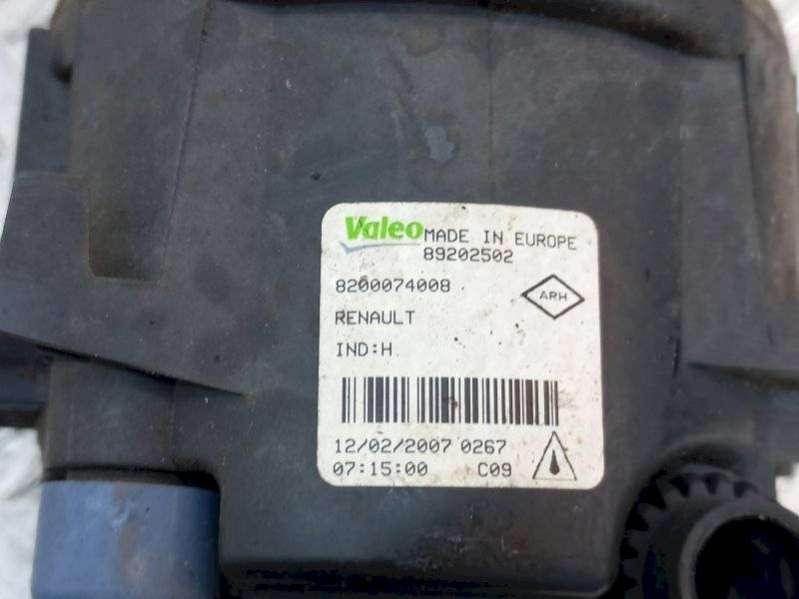 Valeo MADE IN EUROPE
89202502
8200074008
ARH
RENAULT
IND:H
12/02/2007 0267
07:15:00 C09